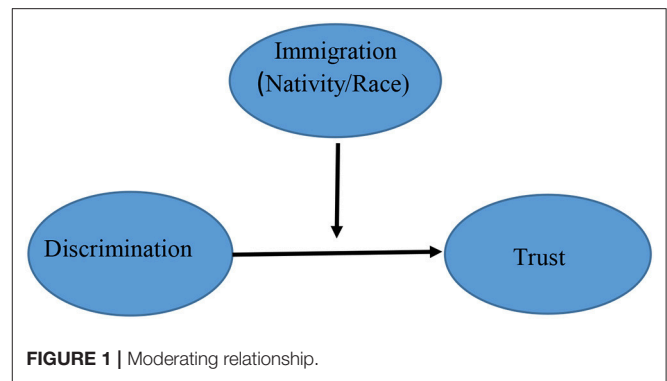 Immigration
(Nativity/Race)
Discrimination
Trust
FIGURE 1 | Moderating relationship.